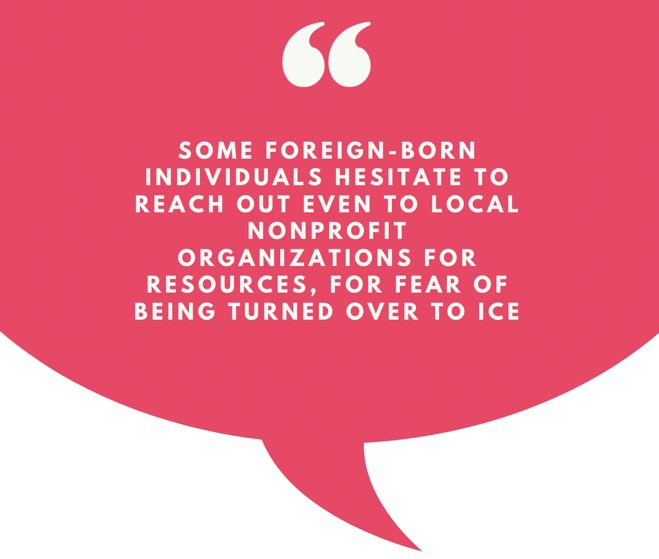 “
SOME FOREIGN-BORN
INDIVIDUALS HESITATE TO
REACH OUT EVEN TO LOCAL
NONPROFIT
ORGANIZATIONS FOR
RESOURCES, FOR FEAR OF
BEING TURNED OVER TO ICE